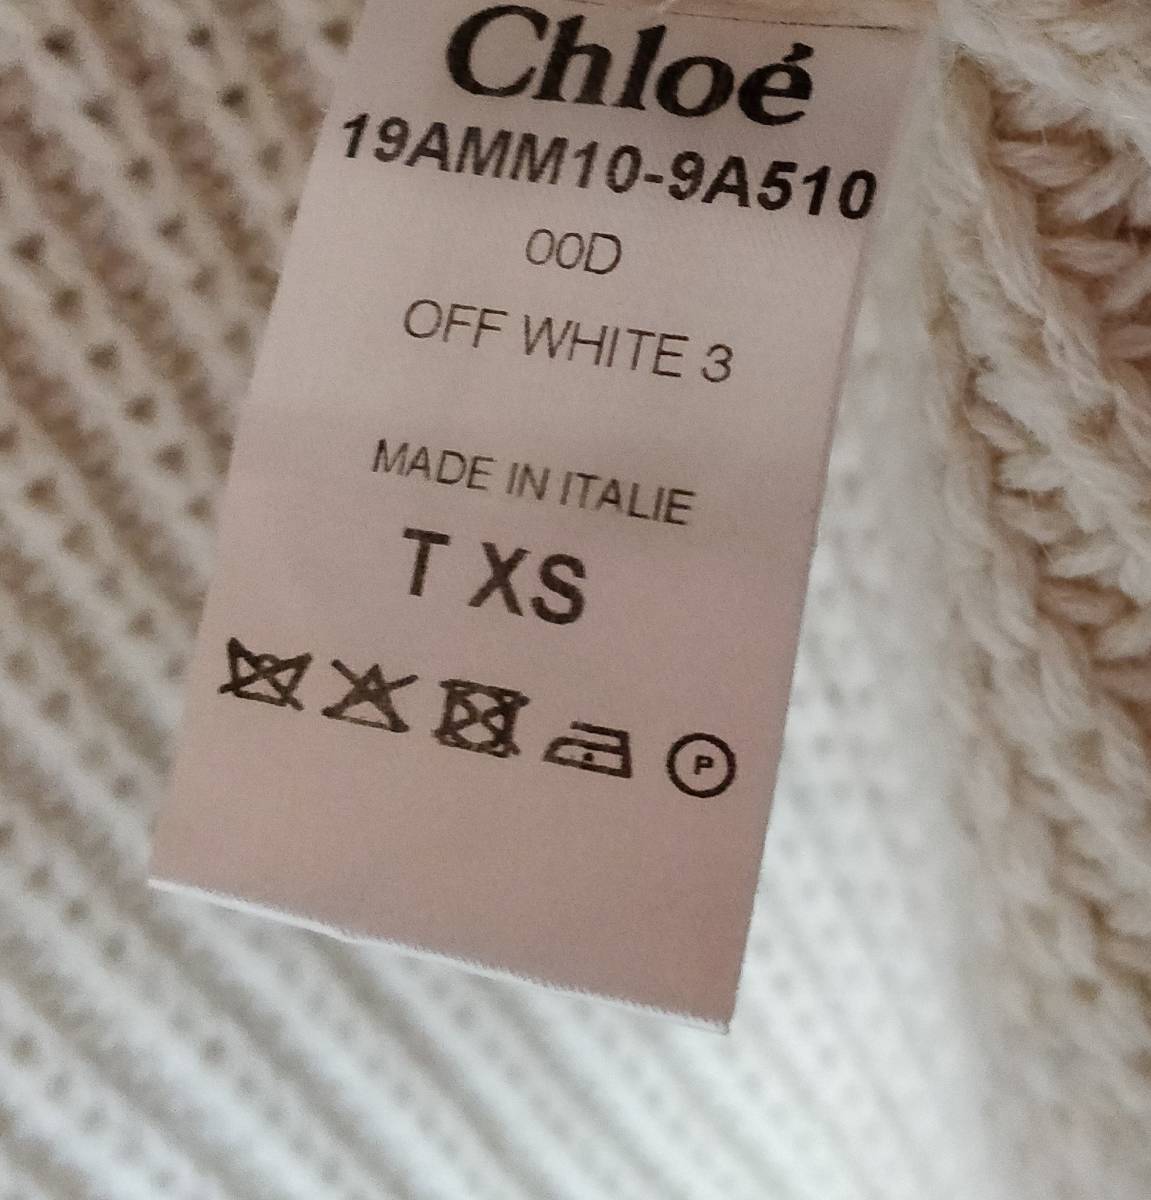 Chloé
19AMM10-9A510
00D
OFF WHITE 3
MADE IN ITALIE
T XS
P